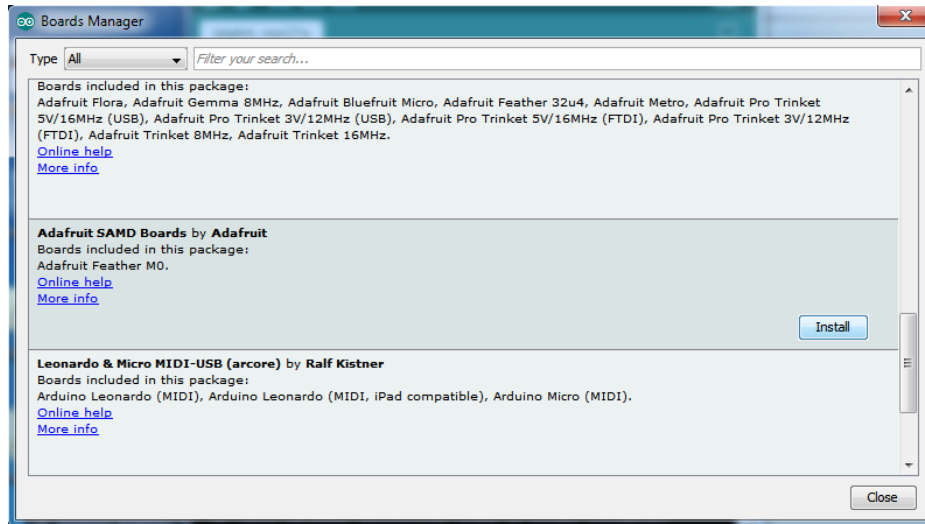 Boards Manager
Type All Filter your search...
Boards included in this package:
Adafruit Flora, Adafruit Gemma 8MHz, Adafruit Bluefruit Micro, Adafruit Feather 32u4, Adafruit Metro, Adafruit Pro Trinket
5V/16MHz (USB), Adafruit Pro Trinket 3V/12MHz (USB), Adafruit Pro Trinket 5V/16MHz (FTDI), Adafruit Pro Trinket 3V/12MHz
(FTDI), Adafruit Trinket 8MHz, Adafruit Trinket 16MHz.
Online help
More info
Adafruit SAMD Boards by Adafruit
Boards included in this package:
Adafruit Feather M0.
Online help
More info
Install
Leonardo & Micro MIDI-USB (arcore) by Ralf Kistner
Boards included in this package:
Arduino Leonardo (MIDI), Arduino Leonardo (MIDI, iPad compatible), Arduino Micro (MIDI).
Online help
More info
Close